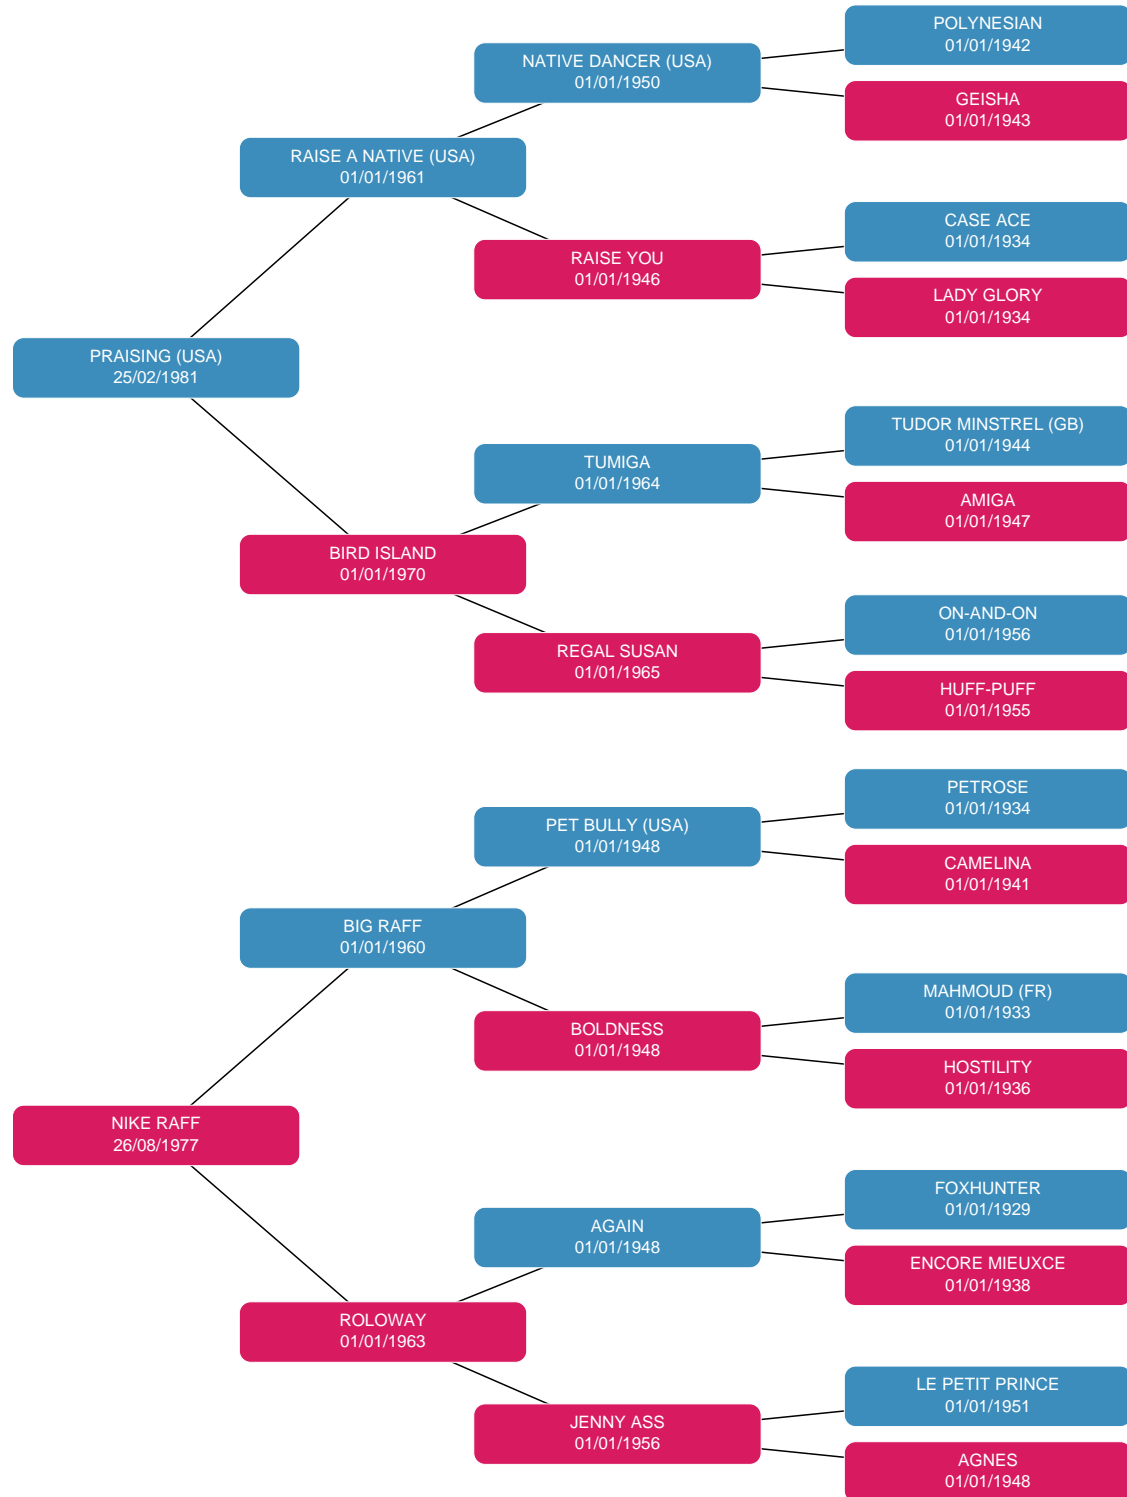 POLYNESIAN
01/01/1942
NATIVE DANCER (USA)
01/01/1950
GEISHA
01/01/1943
RAISE A NATIVE (USA)
01/01/1961
CASE ACE
01/01/1934
RAISE YOU
01/01/1946
LADY GLORY
01/01/1934
PRAISING (USA)
25/02/1981
TUDOR MINSTREL (GB)
01/01/1944
TUMIGA
01/01/1964
AMIGA
01/01/1947
BIRD ISLAND
01/01/1970
ON-AND-ON
01/01/1956
REGAL SUSAN
01/01/1965
HUFF-PUFF
01/01/1955
PETROSE
01/01/1934
PET BULLY (USA)
01/01/1948
CAMELINA
01/01/1941
BIG RAFF
01/01/1960
MAHMOUD (FR)
01/01/1933
BOLDNESS
01/01/1948
HOSTILITY
01/01/1936
NIKE RAFF
26/08/1977
FOXHUNTER
01/01/1929
AGAIN
01/01/1948
ENCORE MIEUXCE
01/01/1938
ROLOWAY
01/01/1963
LE PETIT PRINCE
01/01/1951
JENNY ASS
01/01/1956
AGNES
01/01/1948